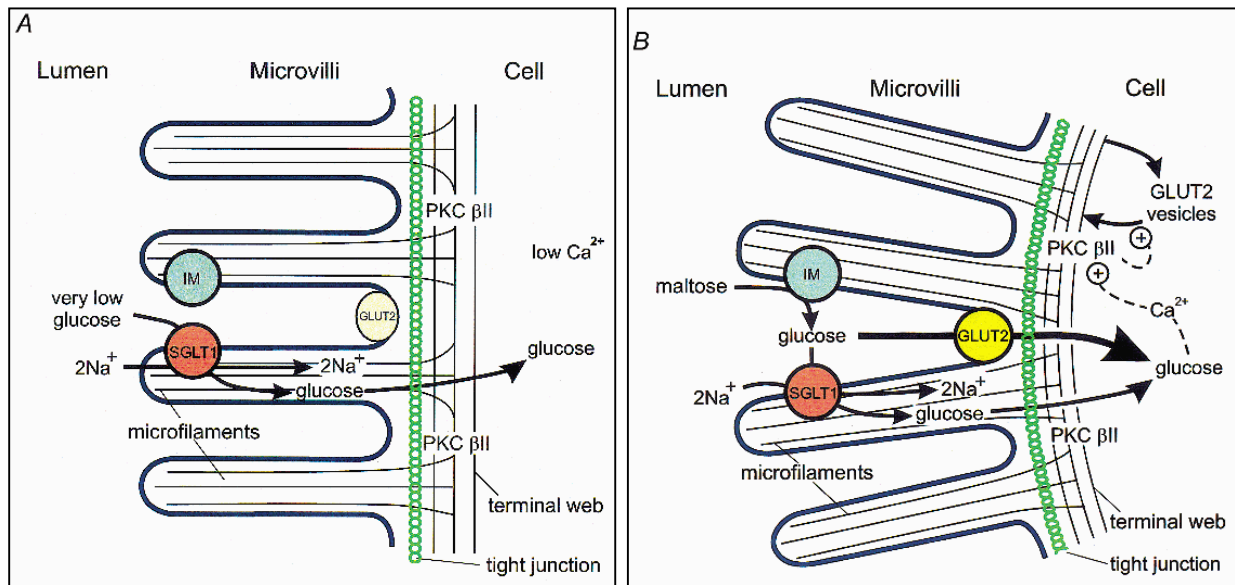 A
Lumen
Microvilli
Cell
PKC βII
low Ca²⁺
IM
very low
glucose
GLUT2
SGLT1
2Na⁺
2Na⁺
glucose
glucose
microfilaments
PKC βII
terminal web
tight junction
B
Lumen
Microvilli
Cell
GLUT2
vesicles
+
PKC βII
+
IM
maltose
Ca²⁺
glucose
GLUT2
glucose
2Na⁺
SGLT1
2Na⁺
glucose
PKC βII
microfilaments
terminal web
tight junction